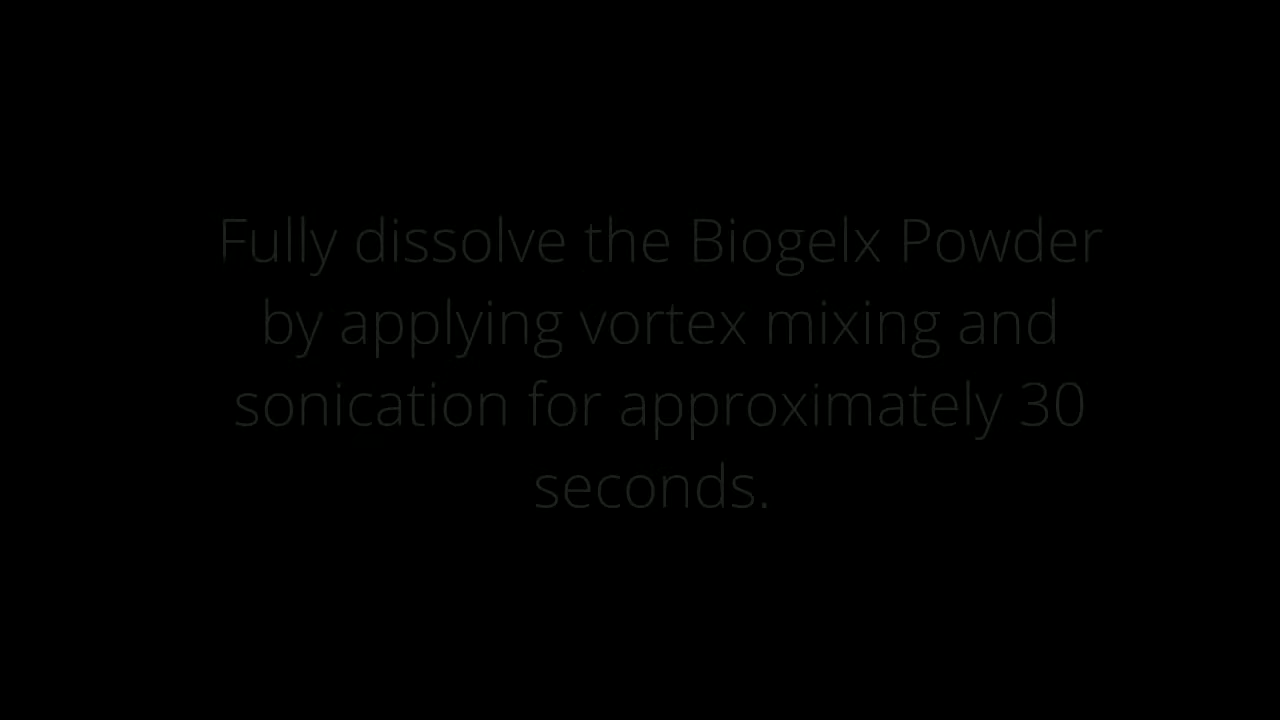 Fully dissolve the Biogelx Powder
by applying vortex mixing and
sonication for approximately 30
seconds.